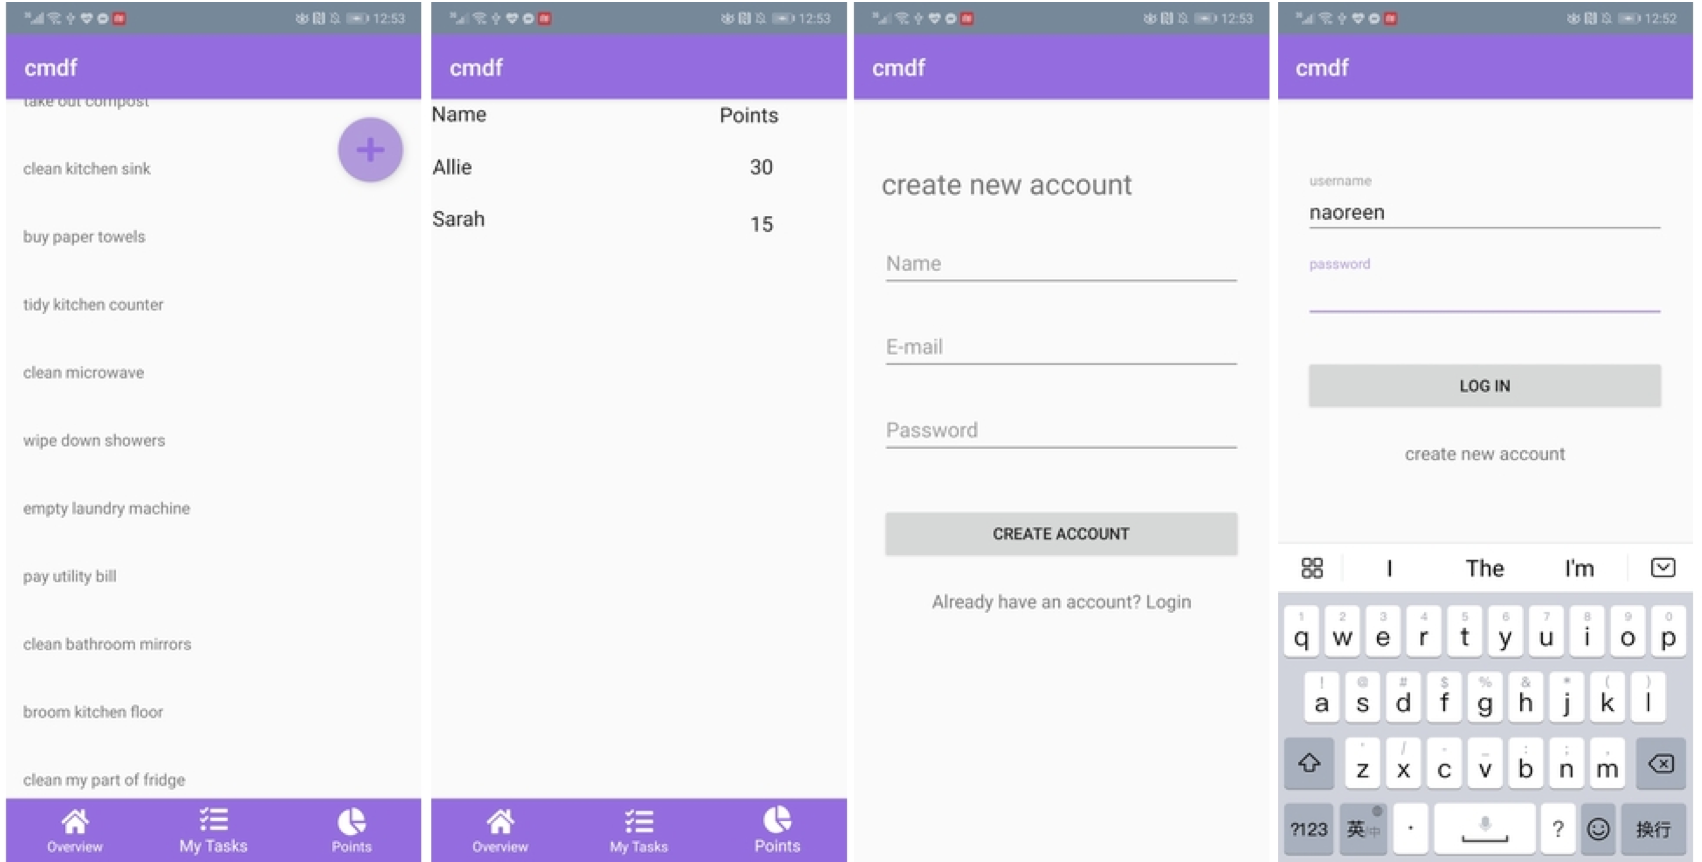 12:53
cmdf
take out compost
clean kitchen sink
buy paper towels
tidy kitchen counter
clean microwave
wipe down showers
empty laundry machine
pay utility bill
clean bathroom mirrors
broom kitchen floor
clean my part of fridge
Overview My Tasks Points
12:53
cmdf
Name Points
Allie 30
Sarah 15
Overview My Tasks Points
12:53
cmdf
create new account
Name
E-mail
Password
CREATE ACCOUNT
Already have an account? Login
12:52
cmdf
username
naoreen
password
LOG IN
create new account
I The I'm
1 2 3 4 5 6 7 8 9 0
q w e r t y u i o p
! @ # $ % & * ( )
a s d f g h j k l
' / - _ : ; ,
z x c v b n m
?123 英/中 . ? 换行